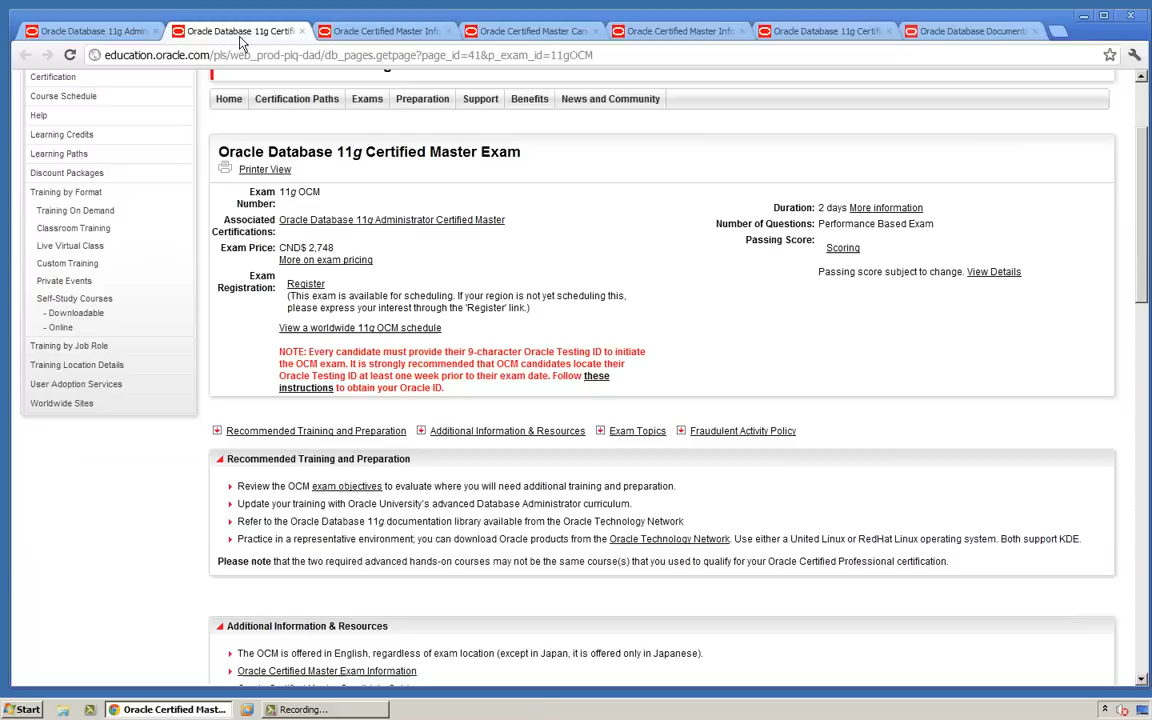 Oracle Database 11g Admin
Oracle Database 11g Certifi
Oracle Certified Master Info
Oracle Certified Master Can
Oracle Certified Master Info
Oracle Database 11g Certifi
Oracle Database Document
education.oracle.com/pls/web_prod-plq-dad/db_pages.getpage?page_id=41&p_exam_id=11gOCM
Certification
Course Schedule
Help
Learning Credits
Learning Paths
Discount Packages
Training by Format
Training On Demand
Classroom Training
Live Virtual Class
Custom Training
Private Events
Self-Study Courses
- Downloadable
- Online
Training by Job Role
Training Location Details
User Adoption Services
Worldwide Sites
Home
Certification Paths
Exams
Preparation
Support
Benefits
News and Community
Oracle Database 11g Certified Master Exam
Printer View
Exam Number: 11g OCM
Associated Certifications: Oracle Database 11g Administrator Certified Master
Exam Price: CND$ 2,748
More on exam pricing
Exam Registration: Register
(This exam is available for scheduling. If your region is not yet scheduling this,
please express your interest through the 'Register' link.)
View a worldwide 11g OCM schedule
NOTE: Every candidate must provide their 9-character Oracle Testing ID to initiate
the OCM exam. It is strongly recommended that OCM candidates locate their
Oracle Testing ID at least one week prior to their exam date. Follow these
instructions to obtain your Oracle ID.
Duration: 2 days More information
Number of Questions: Performance Based Exam
Passing Score: Scoring
Passing score subject to change. View Details
Recommended Training and Preparation
Additional Information & Resources
Exam Topics
Fraudulent Activity Policy
Recommended Training and Preparation
Review the OCM exam objectives to evaluate where you will need additional training and preparation.
Update your training with Oracle University's advanced Database Administrator curriculum.
Refer to the Oracle Database 11g documentation library available from the Oracle Technology Network
Practice in a representative environment; you can download Oracle products from the Oracle Technology Network. Use either a United Linux or RedHat Linux operating system. Both support KDE.
Please note that the two required advanced hands-on courses may not be the same course(s) that you used to qualify for your Oracle Certified Professional certification.
Additional Information & Resources
The OCM is offered in English, regardless of exam location (except in Japan, it is offered only in Japanese).
Oracle Certified Master Exam Information
Start
Oracle Certified Mast...
Recording...